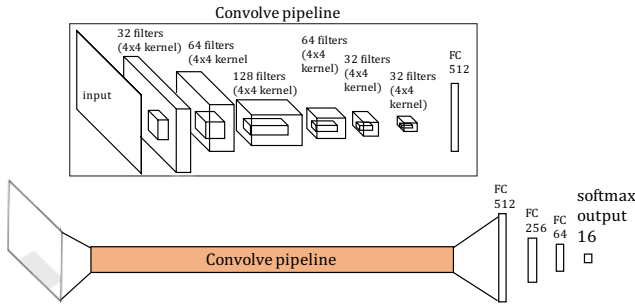 Convolve pipeline
32 filters
(4x4 kernel)
64 filters
(4x4 kernel
128 filters
(4x4 kernel)
64 filters
(4x4
kernel)
32 filters
(4x4
kernel)
32 filters
(4x4
kernel)
FC
512
input
Convolve pipeline
FC
512
FC
256
FC
64
softmax
output
16